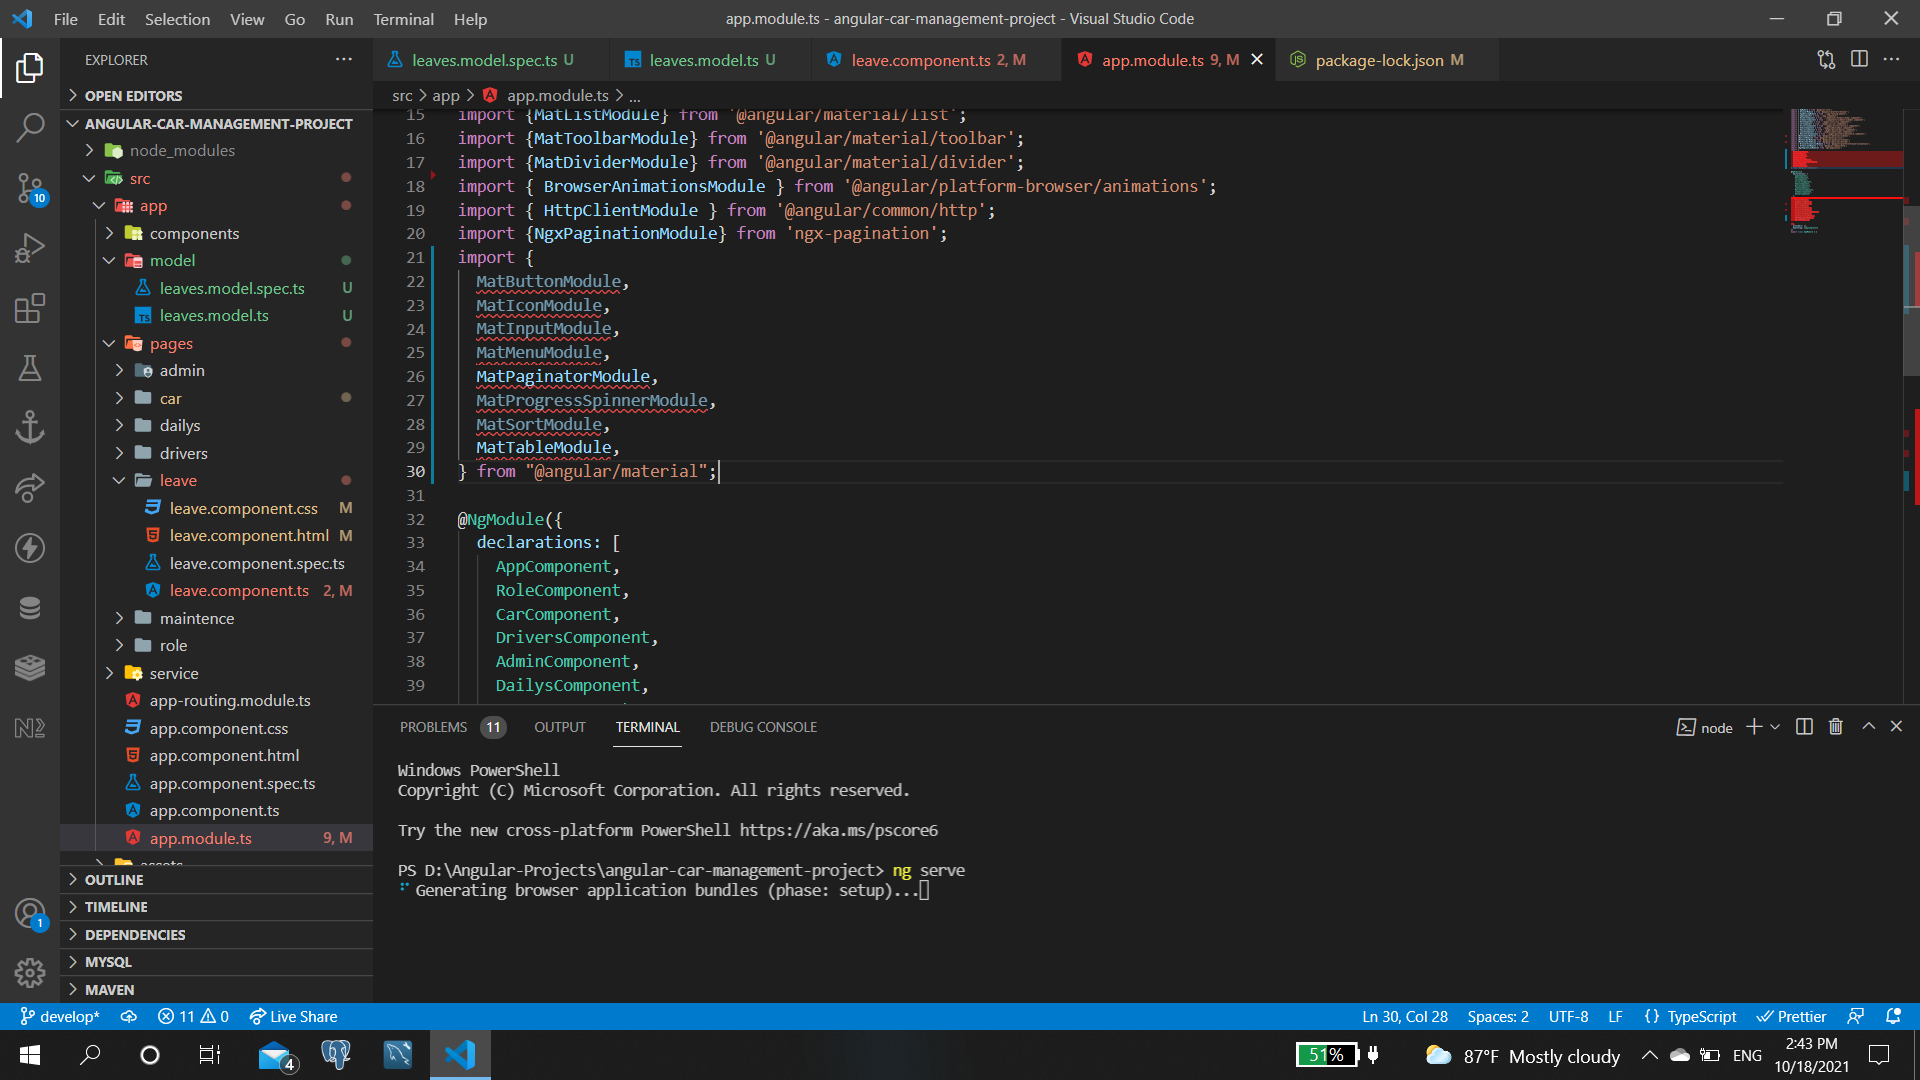 File Edit Selection View Go Run Terminal Help
app.module.ts - angular-car-management-project - Visual Studio Code
EXPLORER
OPEN EDITORS
ANGULAR-CAR-MANAGEMENT-PROJECT
node_modules
src
app
components
model
leaves.model.spec.ts U
leaves.model.ts U
pages
admin
car
dailys
drivers
leave
leave.component.css M
leave.component.html M
leave.component.spec.ts
leave.component.ts 2, M
maintence
role
service
app-routing.module.ts
app.component.css
app.component.html
app.component.spec.ts
app.component.ts
app.module.ts 9, M
assets
OUTLINE
TIMELINE
DEPENDENCIES
MYSQL
MAVEN
10
1
leaves.model.spec.ts U
TS leaves.model.ts U
leave.component.ts 2, M
app.module.ts 9, M
package-lock.json M
src > app > app.module.ts > ...
15 import {MatListModule} from '@angular/material/list';
16 import {MatToolbarModule} from '@angular/material/toolbar';
17 import {MatDividerModule} from '@angular/material/divider';
18 import { BrowserAnimationsModule } from '@angular/platform-browser/animations';
19 import { HttpClientModule } from '@angular/common/http';
20 import {NgxPaginationModule} from 'ngx-pagination';
21 import {
22 MatButtonModule,
23 MatIconModule,
24 MatInputModule,
25 MatMenuModule,
26 MatPaginatorModule,
27 MatProgressSpinnerModule,
28 MatSortModule,
29 MatTableModule,
30 } from "@angular/material";
31
32 @NgModule({
33 declarations: [
34 AppComponent,
35 RoleComponent,
36 CarComponent,
37 DriversComponent,
38 AdminComponent,
39 DailysComponent,
PROBLEMS 11 OUTPUT TERMINAL DEBUG CONSOLE
node
Windows PowerShell
Copyright (C) Microsoft Corporation. All rights reserved.
Try the new cross-platform PowerShell https://aka.ms/pscore6
PS D:\Angular-Projects\angular-car-management-project> ng serve
Generating browser application bundles (phase: setup)...
develop* 11 0 Live Share
Ln 30, Col 28 Spaces: 2 UTF-8 LF {} TypeScript Prettier
4
51%
87°F Mostly cloudy
ENG
2:43 PM
10/18/2021